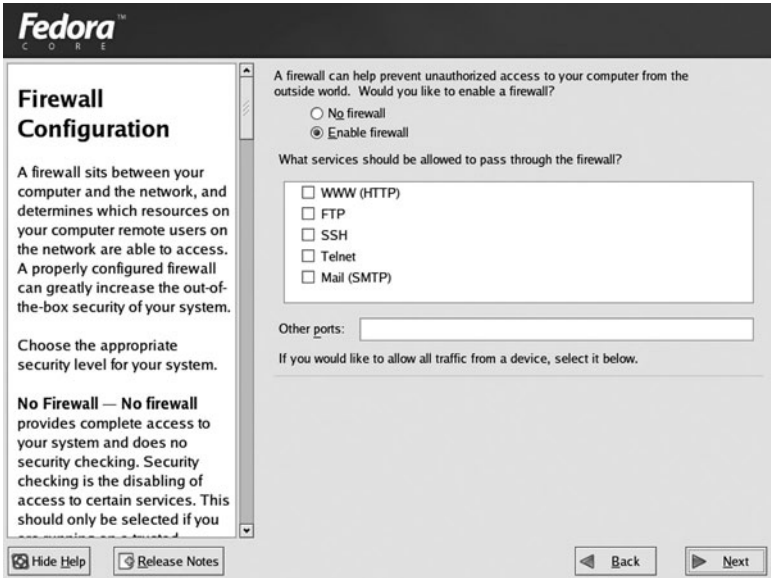 Fedora™
CORE
Firewall
Configuration
A firewall sits between your
computer and the network, and
determines which resources on
your computer remote users on
the network are able to access.
A properly configured firewall
can greatly increase the out-of-
the-box security of your system.
Choose the appropriate
security level for your system.
No Firewall — No firewall
provides complete access to
your system and does no
security checking. Security
checking is the disabling of
access to certain services. This
should only be selected if you
A firewall can help prevent unauthorized access to your computer from the
outside world. Would you like to enable a firewall?
No firewall
Enable firewall
What services should be allowed to pass through the firewall?
WWW (HTTP)
FTP
SSH
Telnet
Mail (SMTP)
Other ports:
If you would like to allow all traffic from a device, select it below.
Hide Help
Release Notes
Back
Next